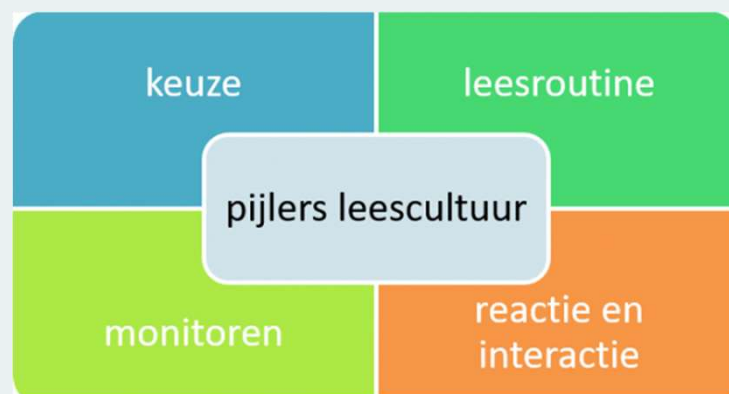 keuze
leesroutine
pijlers leescultuur
monitoren
reactie en
interactie